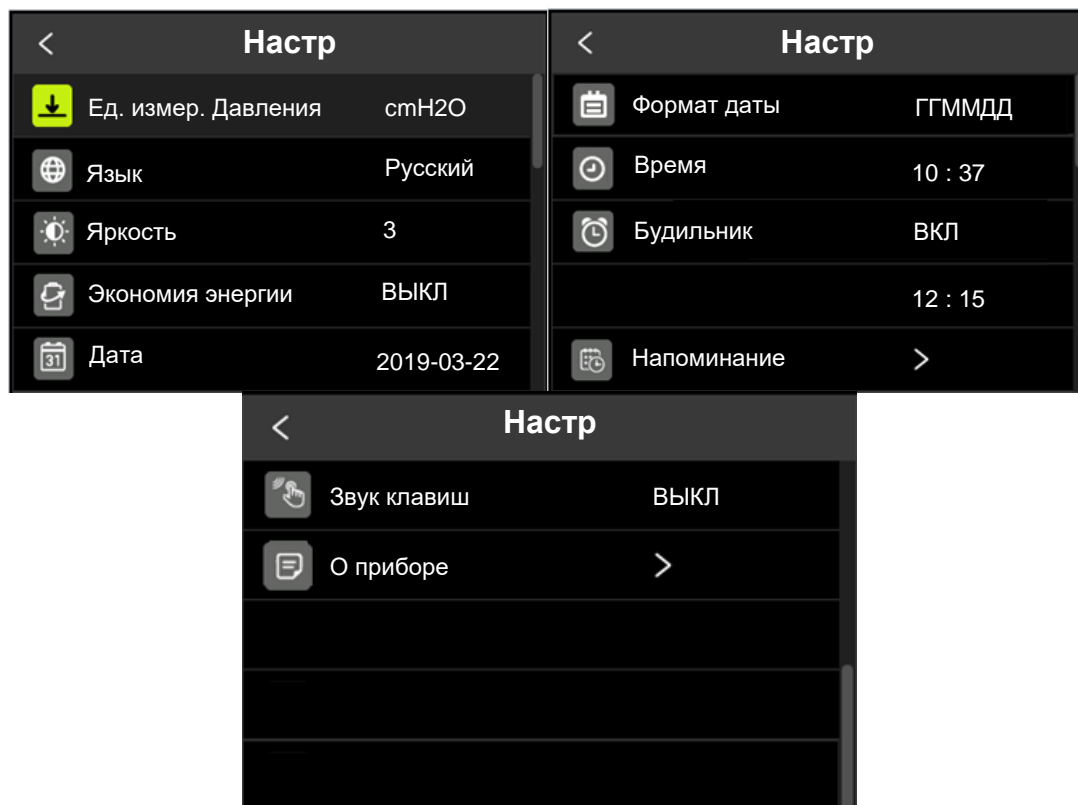 Настр
Ед. измер. Давления cmH2O
Язык Русский
Яркость 3
Экономия энергии ВЫКЛ
31
Дата 2019-03-22
Настр
Формат даты ГГММДД
Время 10 : 37
Будильник ВКЛ
12 : 15
Напоминание >
Настр
Звук клавиш ВЫКЛ
О приборе >